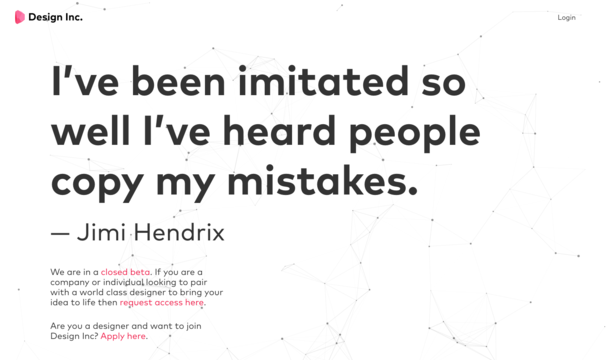 Design Inc.
Login
I’ve been imitated so
well I’ve heard people
copy my mistakes.
— Jimi Hendrix
We are in a closed beta. If you are a
company or individual looking to pair
with a world class designer to bring your
idea to life then request access here.
Are you a designer and want to join
Design Inc? Apply here.